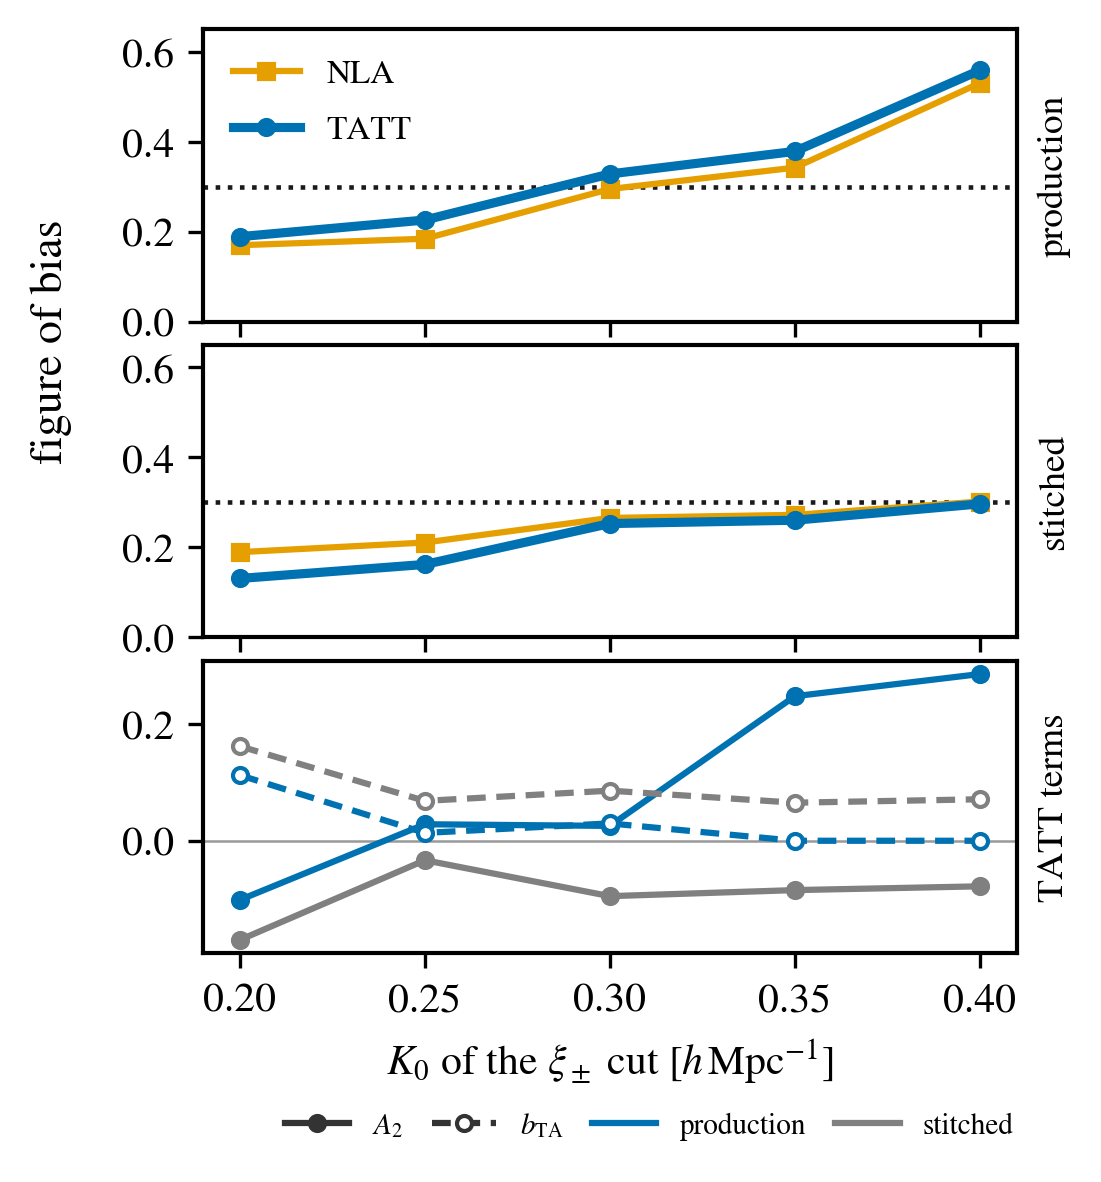 0.6
NLA
TATT
0.4
0.2
0.0
production
figure of bias
0.6
0.4
0.2
0.0
stitched
0.2
0.0
TATT terms
0.20 0.25 0.30 0.35 0.40
K₀ of the ξ± cut [h Mpc⁻¹]
A₂ b_TA production stitched